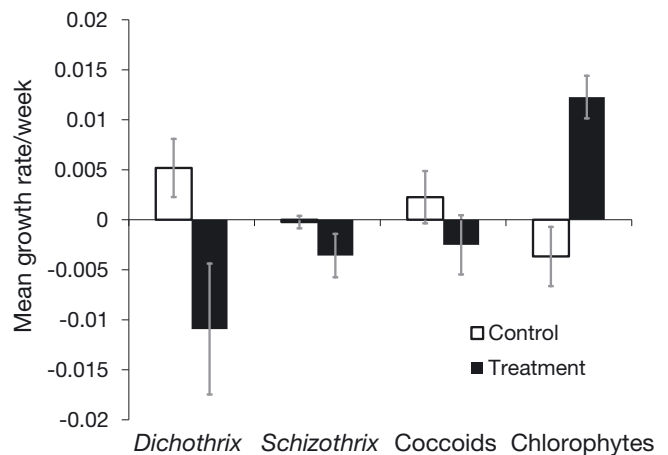 Mean growth rate/week
0.02
0.015
0.01
0.005
0
-0.005
-0.01
-0.015
-0.02
Control
Treatment
Dichothrix Schizothrix Coccoids Chlorophytes